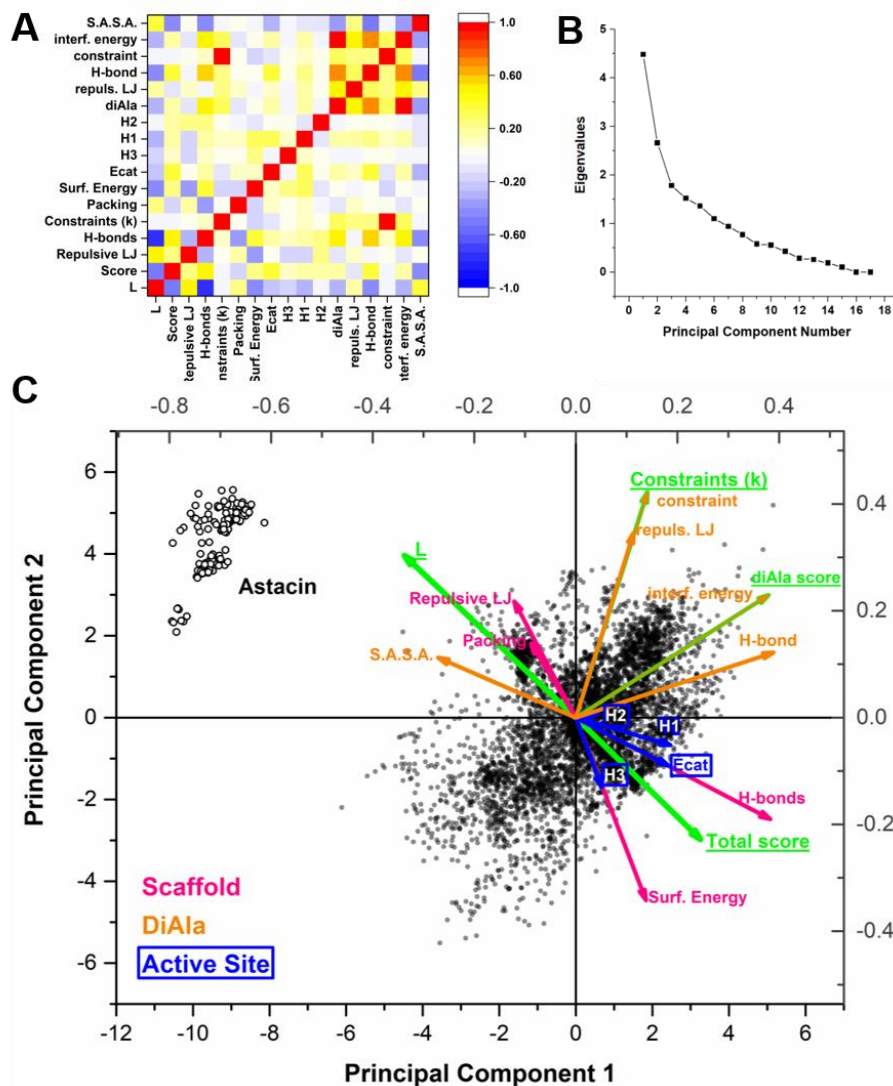 A
S.A.S.A.
interf. energy
constraint
H-bond
repuls. LJ
diAla
H2
H1
H3
Ecat
Surf. Energy
Packing
Constraints (k)
H-bonds
Repulsive LJ
Score
L
L
Score
Repulsive LJ
H-bonds
nstraints (k)
Packing
Surf. Energy
Ecat
H3
H1
H2
diAla
repuls. LJ
H-bond
constraint
nterf. energy
S.A.S.A.
1.0
0.60
0.20
-0.20
-0.60
-1.0
B
Eigenvalues
5
4
3
2
1
0
0 2 4 6 8 10 12 14 16 18
Principal Component Number
C
-0.8 -0.6 -0.4 -0.2 0.0 0.2 0.4
Principal Component 2
6
4
2
0
-2
-4
-6
0.4
0.2
0.0
-0.2
-0.4
Constraints (k)
constraint
repuls. LJ
L
Astacin
diAla score
interf. energy
Repulsive LJ
Packing
H-bond
S.A.S.A.
H2
H1
Ecat
H3
H-bonds
Total score
Surf. Energy
Scaffold
DiAla
Active Site
-12 -10 -8 -6 -4 -2 0 2 4 6
Principal Component 1